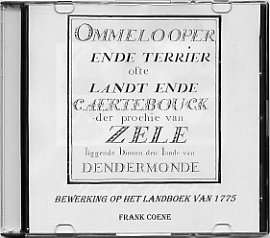 OMMELOOPER
ENDE TERRIER
ofte
LANDT ENDE
CAERTEBOUCK
der prochie van
ZELE
liggende binnen den lande van
DENDERMONDE
BEWERKING OP HET LANDBOEK VAN 1775
FRANK COENE